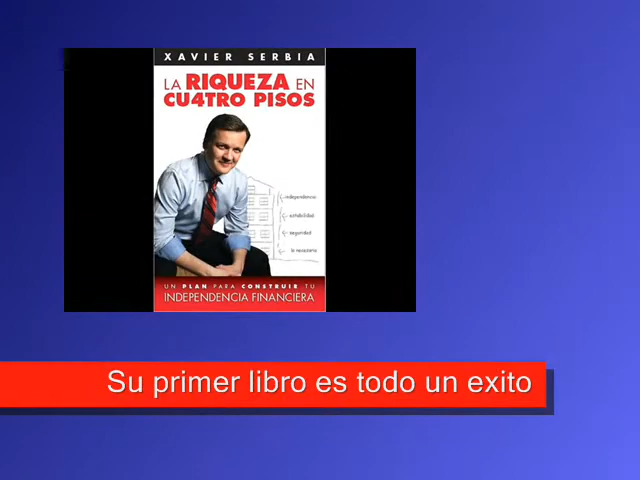 XAVIER SERBIA
LA RIQUEZA EN
CU4TRO PISOS
independencia
estabilidad
seguridad
lo necesario
UN PLAN PARA CONSTRUIR TU
INDEPENDENCIA FINANCIERA
Su primer libro es todo un exito